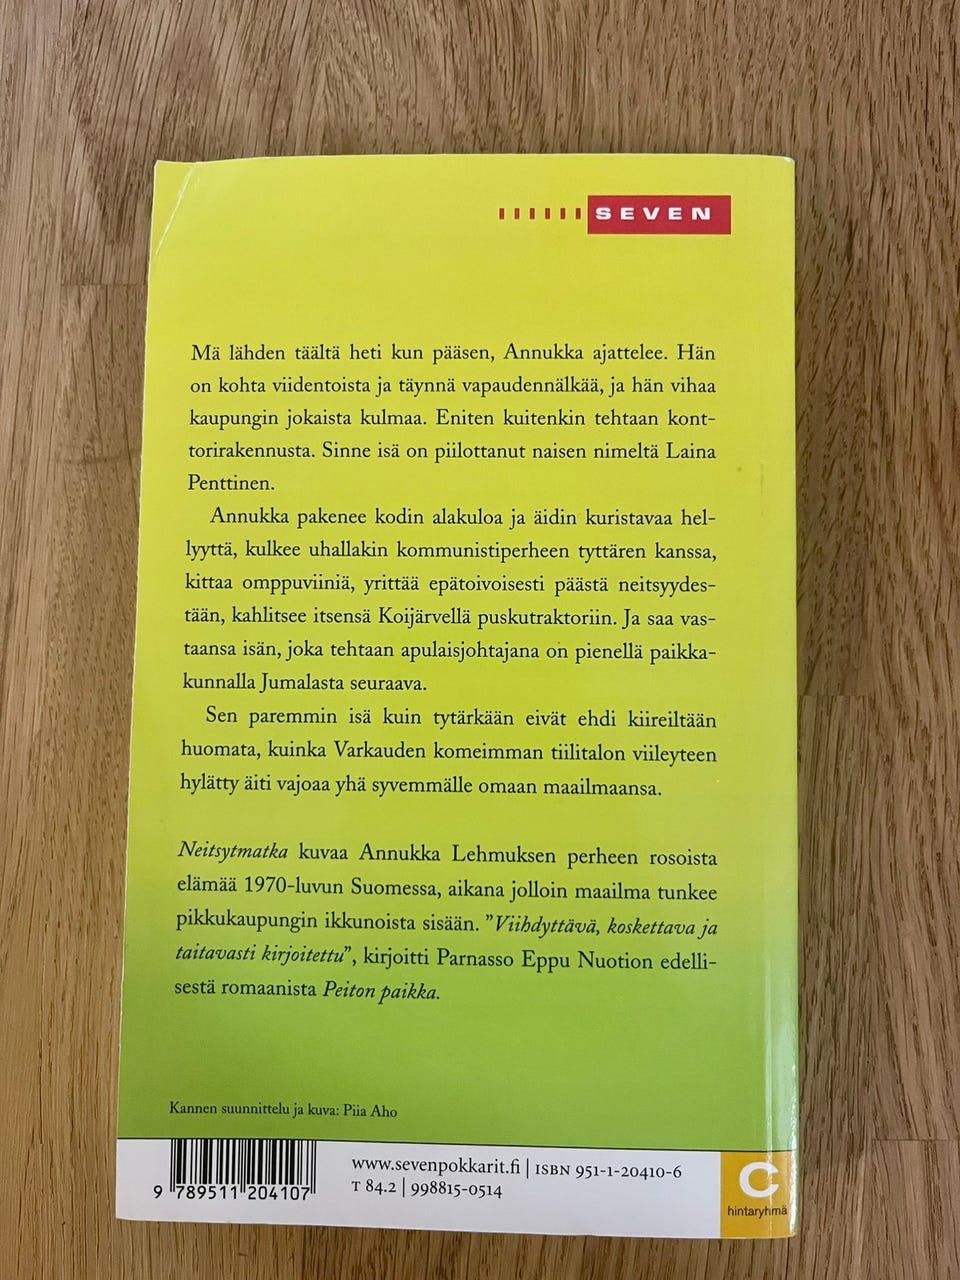 SEVEN
Mä lähden täältä heti kun pääsen, Annukka ajattelee. Hän
on kohta viidentoista ja täynnä vapaudennälkää, ja hän vihaa
kaupungin jokaista kulmaa. Eniten kuitenkin tehtaan kont-
torirakennusta. Sinne isä on piilottanut naisen nimeltä Laina
Penttinen.
Annukka pakenee kodin alakuloa ja äidin kuristavaa hel-
lyyttä, kulkee uhallakin kommunistiperheen tyttären kanssa,
kittaa omppuviiniä, yrittää epätoivoisesti päästä neitsyydes-
tään, kahlitsee itsensä Koijärvellä puskutraktoriin. Ja saa vas-
taansa isän, joka tehtaan apulaisjohtajana on pienellä paikka-
kunnalla Jumalasta seuraava.
Sen paremmin isä kuin tytärkään eivät ehdi kiireiltään
huomata, kuinka Varkauden komeimman tiilitalon viileyteen
hylätty äiti vajoaa yhä syvemmälle omaan maailmaansa.
Neitsytmatka kuvaa Annukka Lehmuksen perheen rosoista
elämää 1970-luvun Suomessa, aikana jolloin maailma tunkee
pikkukaupungin ikkunoista sisään. ”Viihdyttävä, koskettava ja
taitavasti kirjoitettu”, kirjoitti Parnasso Eppu Nuotion edelli-
sestä romaanista Peiton paikka.
Kannen suunnittelu ja kuva: Piia Aho
www.sevenpokkarit.fi | ISBN 951-1-20410-6
T 84.2 | 998815-0514
9 789511 204107
C
hintaryhmä